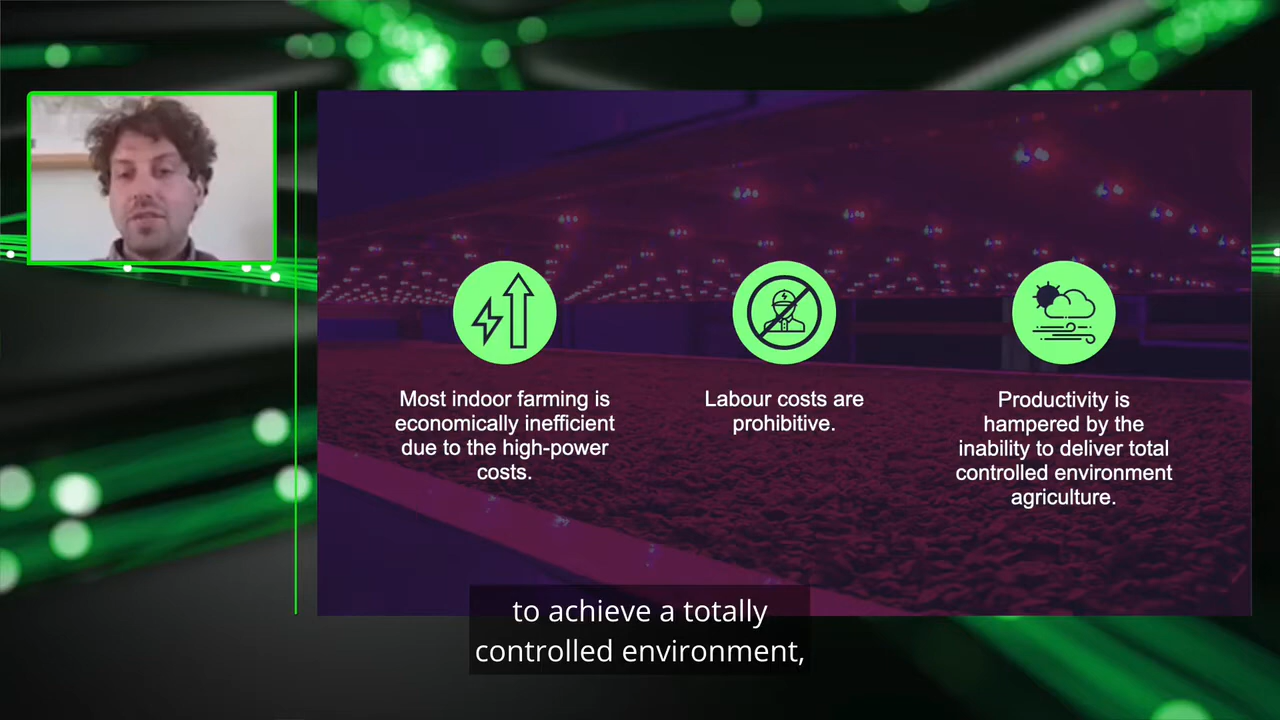 Most indoor farming is
economically inefficient
due to the high-power
costs.
Labour costs are
prohibitive.
Productivity is
hampered by the
inability to deliver total
controlled environment
agriculture.
to achieve a totally
controlled environment,